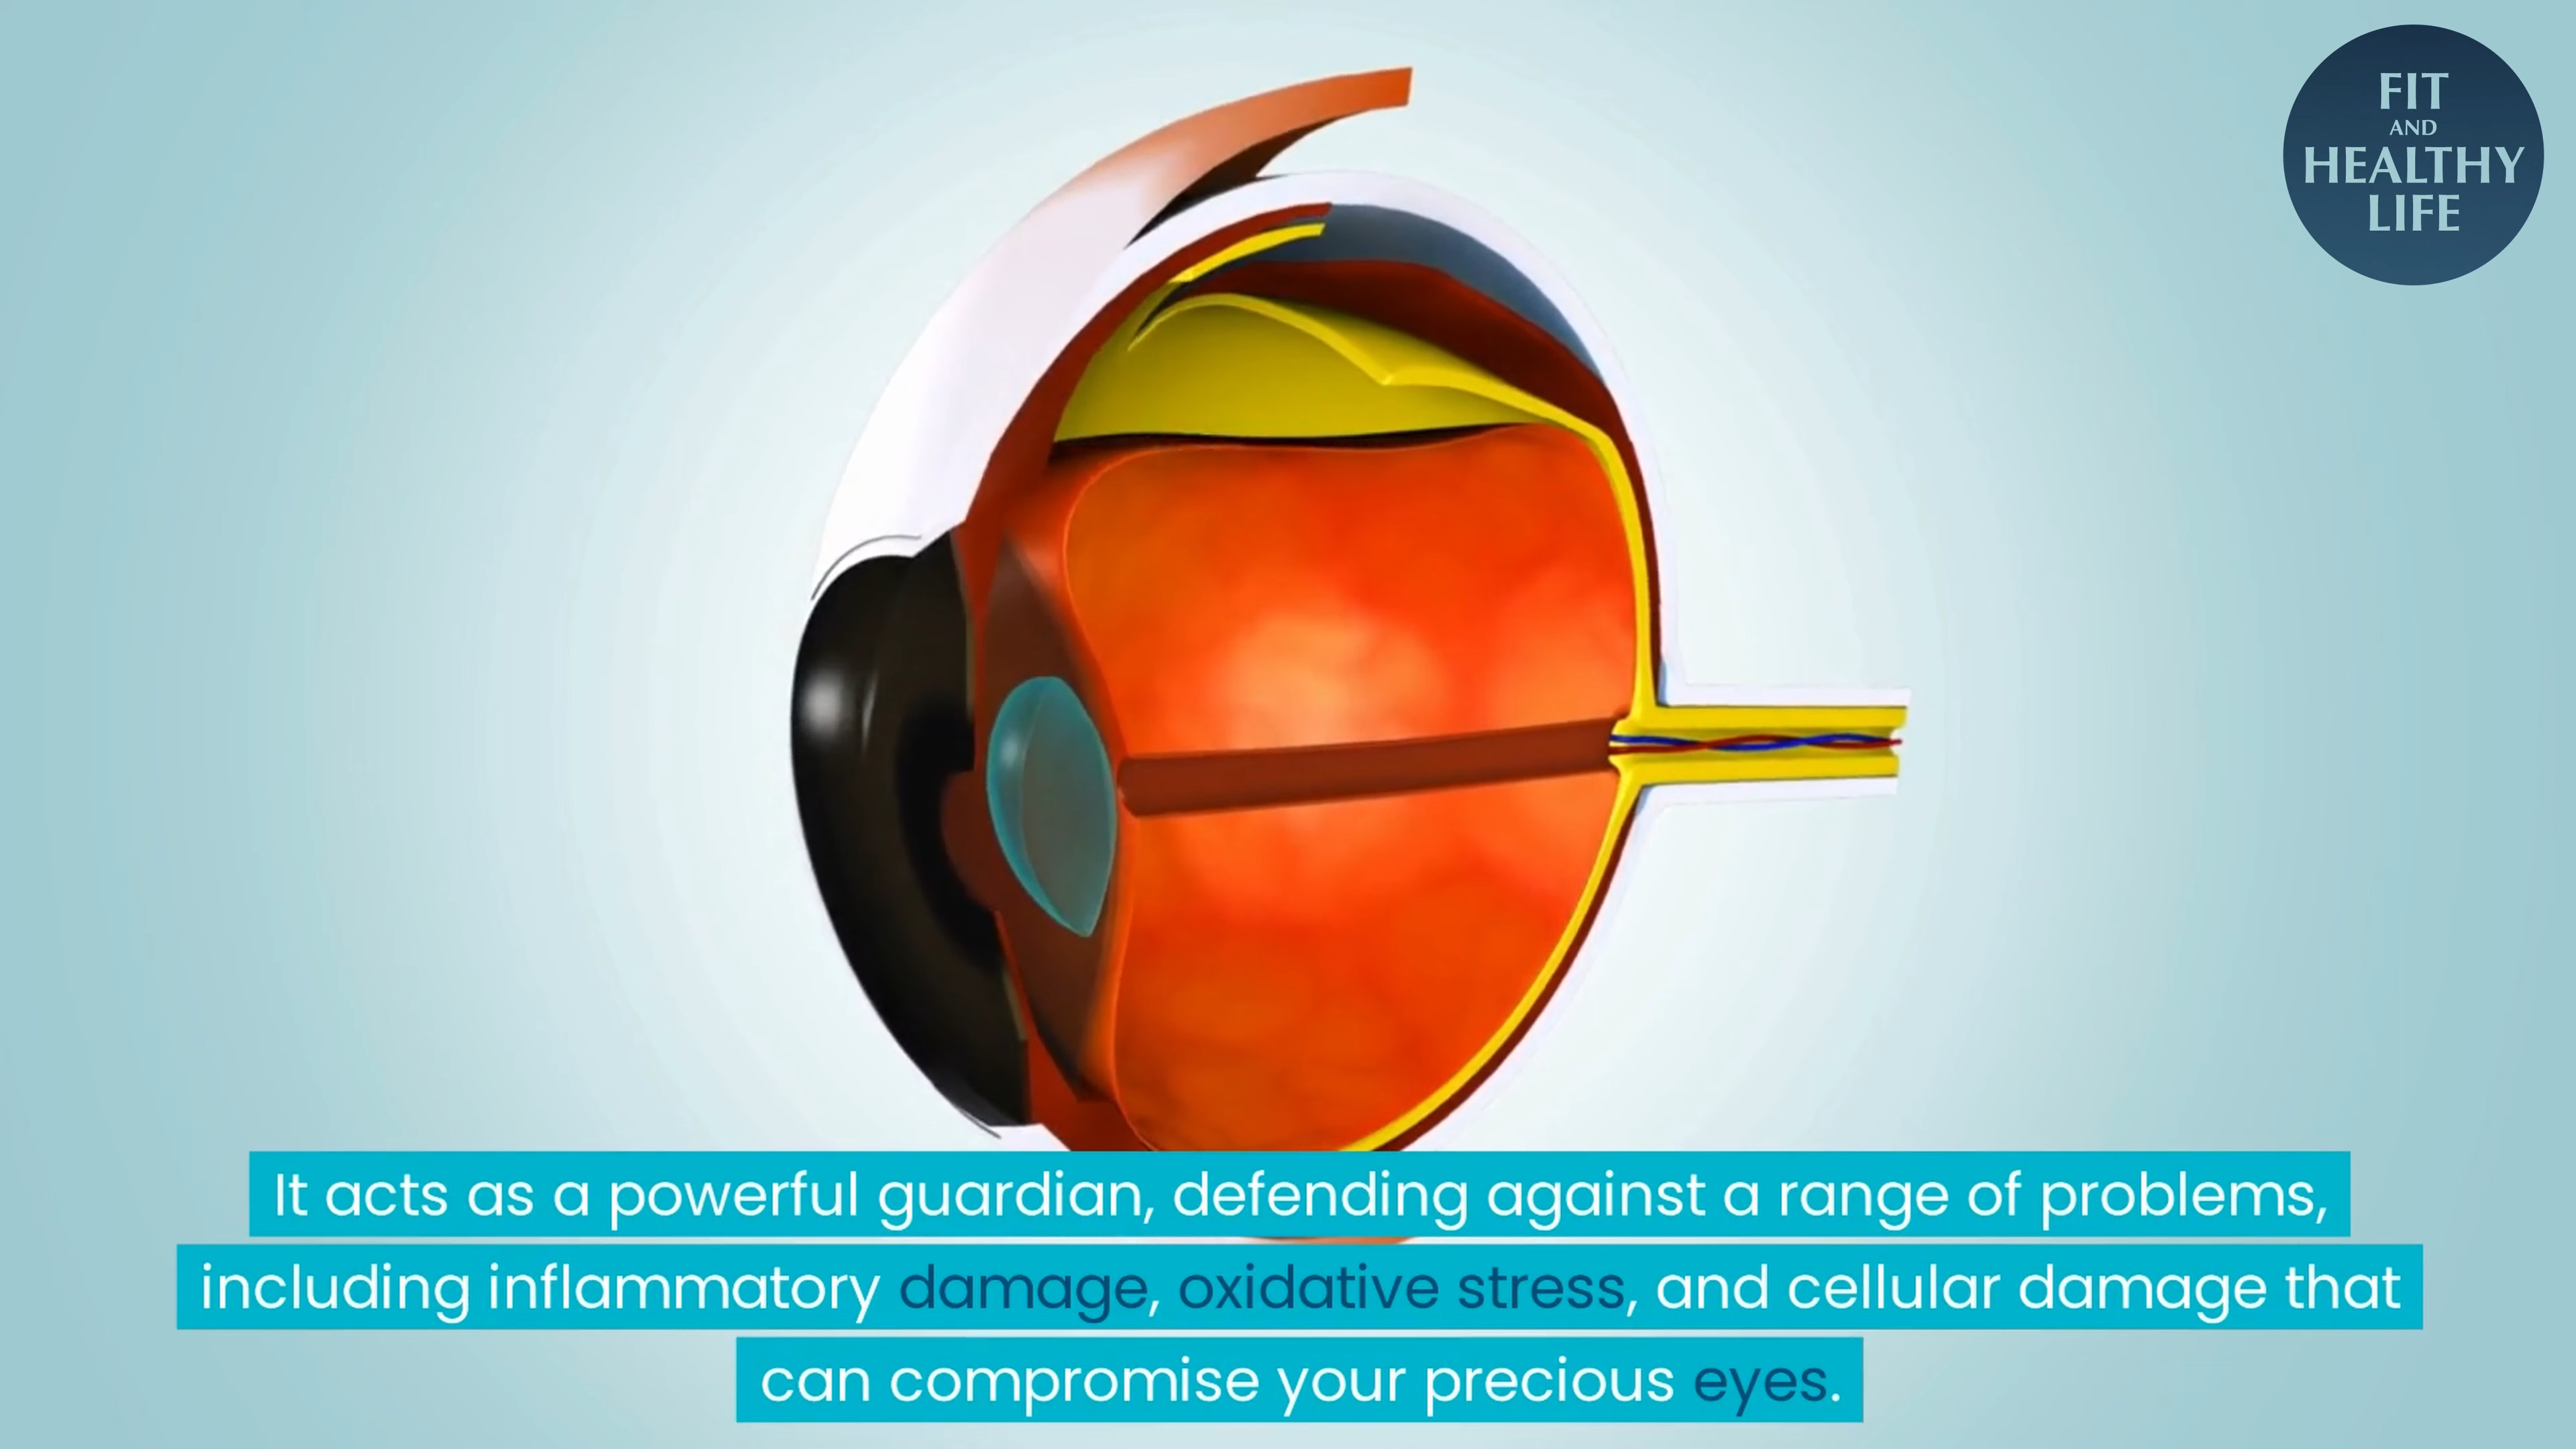 FIT
AND
HEALTHY
LIFE
It acts as a powerful guardian, defending against a range of problems,
including inflammatory damage, oxidative stress, and cellular damage that
can compromise your precious eyes.